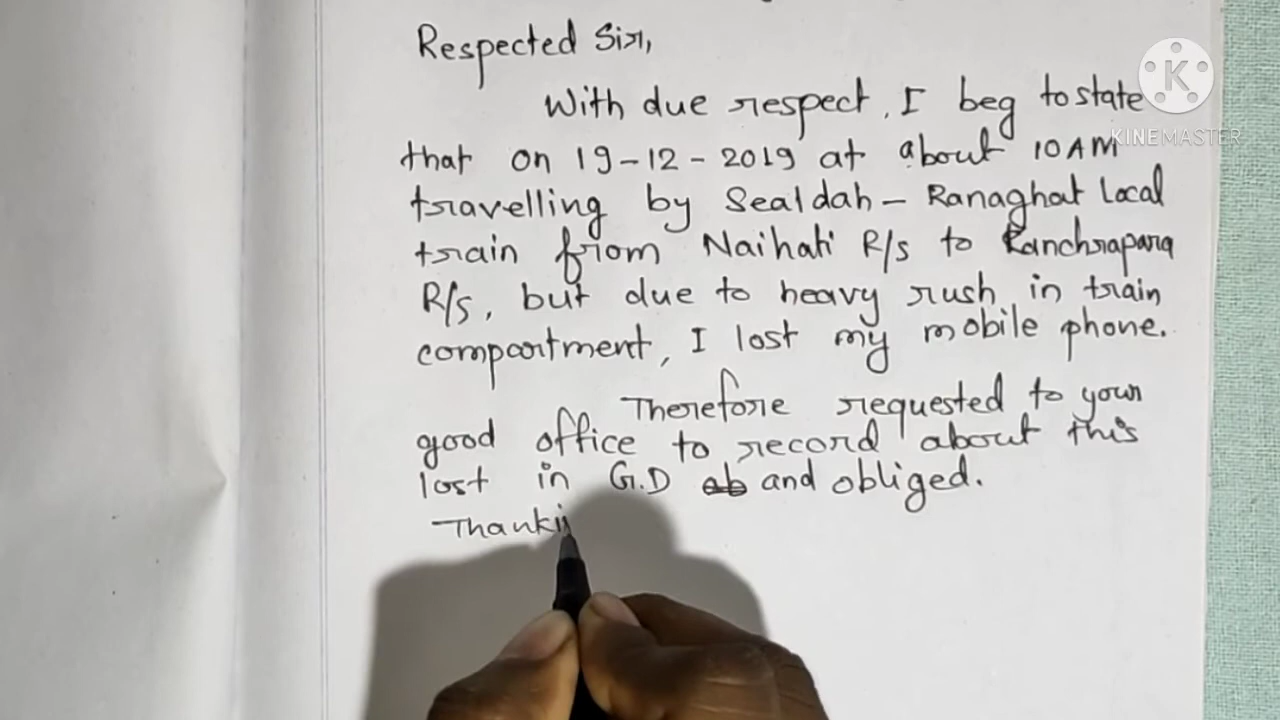 Respected Sir,
With due respect, I beg to state
that on 19-12-2019 at about 10AM
travelling by Sealdah - Ranaghat Local
train from Naihati R/s to Kanchrapara
R/s, but due to heavy rush in train
compartment, I lost my mobile phone.
Therefore requested to your
good office to record about this
lost in G.D ab and obliged.
Thanki
K
KINEMASTER